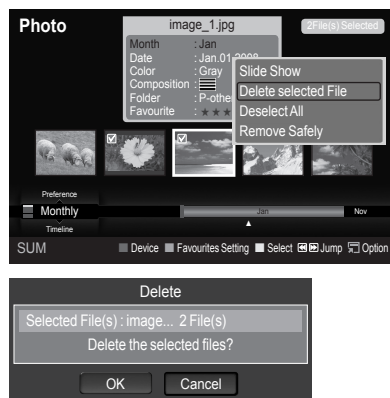 Photo
image_1.jpg
2File(s) Selected
Month : Jan
Date : Jan.01.2008
Color : Gray
Composition :
Folder : P-other
Favourite : ★ ★
Slide Show
Delete selected File
Deselect All
Remove Safely
Preference
Monthly
Timeline
Jan
Nov
SUM
Device
Favourites Setting
Select
Jump
Option
Delete
Selected File(s) : image... 2 File(s)
Delete the selected files?
OK
Cancel